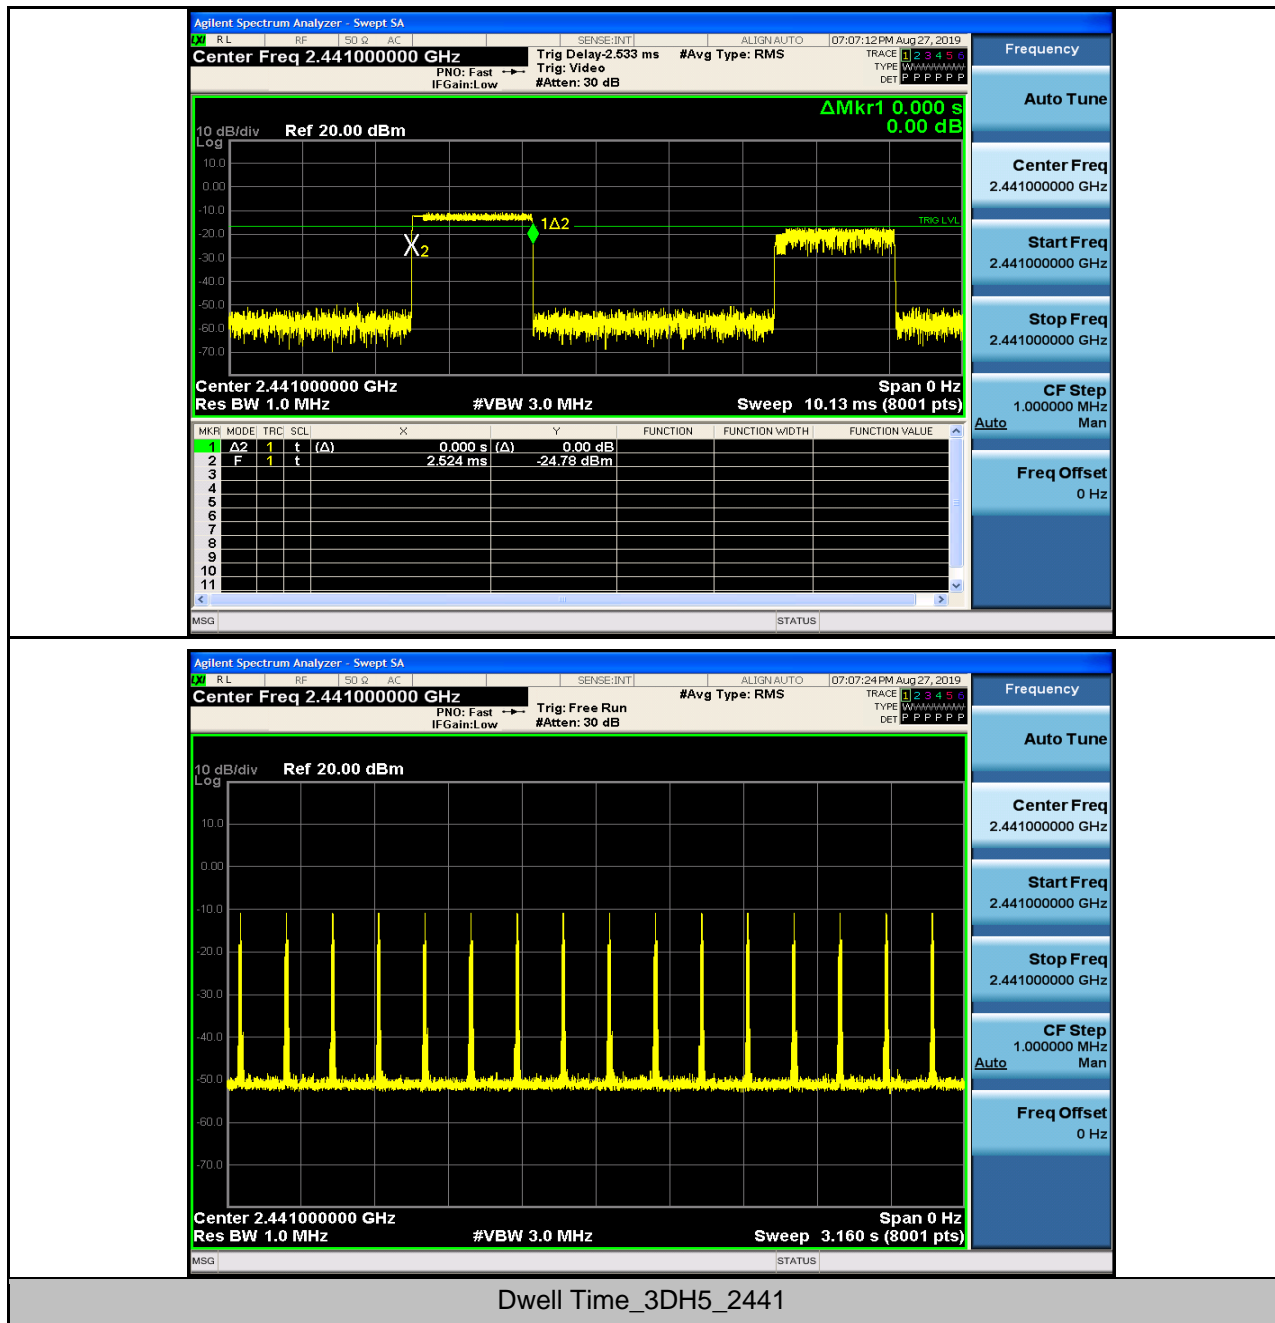 Agilent Spectrum Analyzer - Swept SA
LXI RL RF 50 Ω AC SENSE:INT ALIGN AUTO 07:07:12 PM Aug 27, 2019
Center Freq 2.441000000 GHz
PNO: Fast
IFGain:Low
Trig Delay-2.533 ms
Trig: Video
#Atten: 30 dB
#Avg Type: RMS
TRACE 1 2 3 4 5 6
TYPE
DET P P P P P P
ΔMkr1 0.000 s
0.00 dB
10 dB/div Ref 20.00 dBm
Log
10.0
0.00
-10.0
TRIG LVL
-20.0
1Δ2
2
-30.0
-40.0
-50.0
-60.0
-70.0
Center 2.441000000 GHz Span 0 Hz
Res BW 1.0 MHz #VBW 3.0 MHz Sweep 10.13 ms (8001 pts)
MKR MODE TRC SCL X Y FUNCTION FUNCTION WIDTH FUNCTION VALUE
1 Δ2 1 t (Δ) 0.000 s (Δ) 0.00 dB
2 F 1 t 2.524 ms -24.78 dBm
3
4
5
6
7
8
9
10
11
MSG STATUS
Frequency
Auto Tune
Center Freq
2.441000000 GHz
Start Freq
2.441000000 GHz
Stop Freq
2.441000000 GHz
CF Step
1.000000 MHz
Auto Man
Freq Offset
0 Hz
Agilent Spectrum Analyzer - Swept SA
LXI RL RF 50 Ω AC SENSE:INT ALIGN AUTO 07:07:24 PM Aug 27, 2019
Center Freq 2.441000000 GHz
PNO: Fast
IFGain:Low
Trig: Free Run
#Atten: 30 dB
#Avg Type: RMS
TRACE 1 2 3 4 5 6
TYPE
DET P P P P P P
10 dB/div Ref 20.00 dBm
Log
10.0
0.00
-10.0
-20.0
-30.0
-40.0
-50.0
-60.0
-70.0
Center 2.441000000 GHz Span 0 Hz
Res BW 1.0 MHz #VBW 3.0 MHz Sweep 3.160 s (8001 pts)
MSG STATUS
Frequency
Auto Tune
Center Freq
2.441000000 GHz
Start Freq
2.441000000 GHz
Stop Freq
2.441000000 GHz
CF Step
1.000000 MHz
Auto Man
Freq Offset
0 Hz
Dwell Time_3DH5_2441